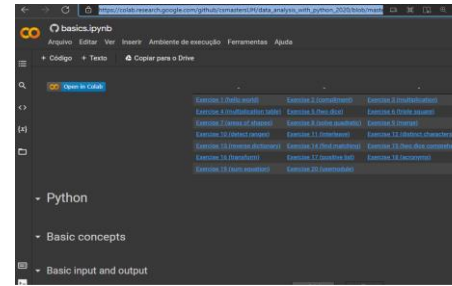 https://colab.research.google.com/github/csmastersUH/data_analysis_with_python_2020/blob/maste
basics.ipynb
Arquivo Editar Ver Inserir Ambiente de execução Ferramentas Ajuda
+ Código + Texto Copiar para o Drive
Open in Colab
Exercise 1 (hello world) Exercise 2 (compliment) Exercise 3 (multiplication)
Exercise 4 (multiplication table) Exercise 5 (two dice) Exercise 6 (triple square)
Exercise 7 (areas of shapes) Exercise 8 (solve quadratic) Exercise 9 (merge)
Exercise 10 (detect ranges) Exercise 11 (interleave) Exercise 12 (distinct characters
Exercise 13 (reverse dictionary) Exercise 14 (find matching) Exercise 15 (two dice comprehe
Exercise 16 (transform) Exercise 17 (positive list) Exercise 18 (acronyms)
Exercise 19 (sum equation) Exercise 20 (usemodule)
Python
Basic concepts
Basic input and output